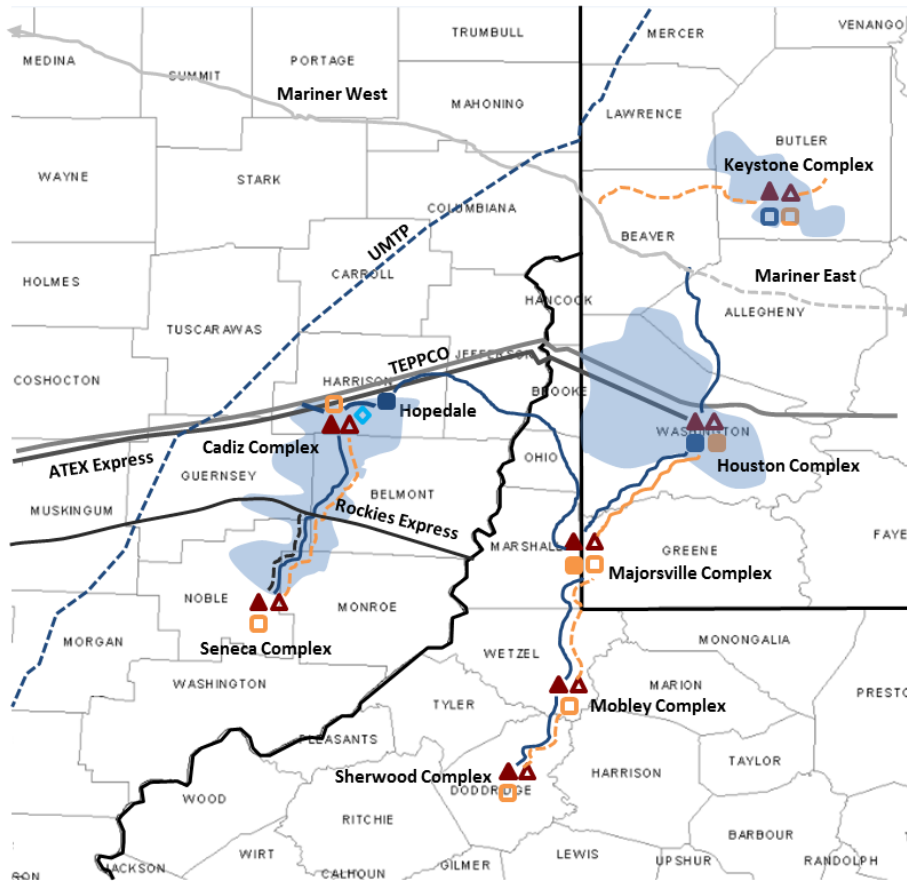 TRUMBULL
MERCER
VENANGO
MEDINA
SUMMIT
PORTAGE
Mariner West
MAHONING
LAWRENCE
BUTLER
Keystone Complex
WAYNE
STARK
COLUMBIANA
UMTP
BEAVER
CARROLL
Mariner East
HOLMES
HANCOCK
ALLEGHENY
TUSCARAWAS
TEPPCO
JEFFERSON
COSHOCTON
HARRISON
BROOKE
Hopedale
WASHINGTON
Cadiz Complex
OHIO
Houston Complex
ATEX Express
GUERNSEY
BELMONT
MUSKINGUM
Rockies Express
FAYE
MARSHALL
GREENE
Majorsville Complex
NOBLE
MONROE
MORGAN
Seneca Complex
MONONGALIA
WETZEL
WASHINGTON
MARION
PRESTO
TYLER
Mobley Complex
PLEASANTS
TAYLOR
Sherwood Complex
HARRISON
DODDRIDGE
WOOD
RITCHIE
BARBOUR
WIRT
LEWIS
UPSHUR
RANDOLPH
JACKSON
GILMER
SON
CALHOUN